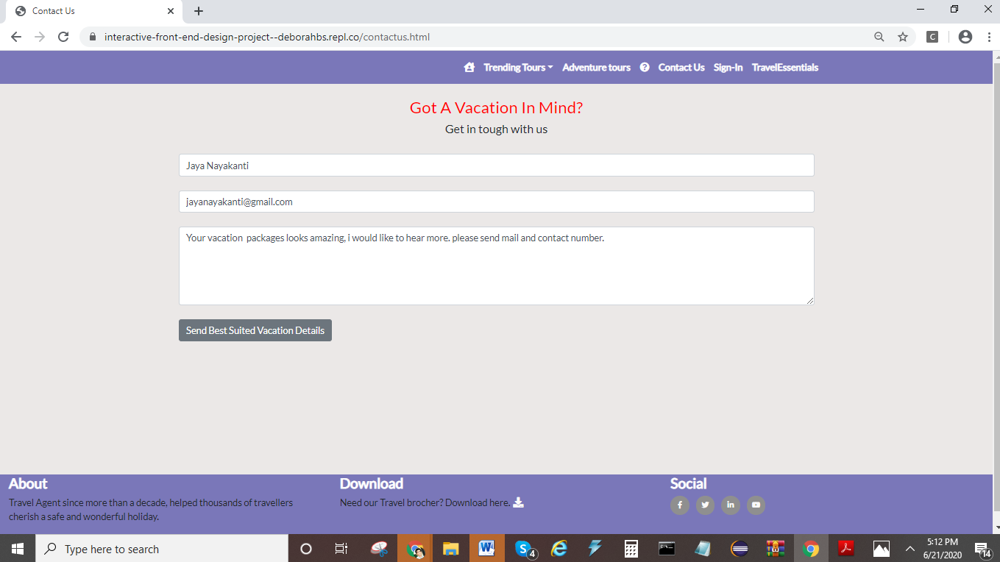 Contact Us
interactive-front-end-design-project--deborahbs.repl.co/contactus.html
C
Trending Tours Adventure tours Contact Us Sign-In TravelEssentials
Got A Vacation In Mind?
Get in tough with us
Jaya Nayakanti
jayanayakanti@gmail.com
Your vacation  packages looks amazing, i would like to hear more. please send mail and contact number.
Send Best Suited Vacation Details
About
Travel Agent since more than a decade, helped thousands of travellers
cherish a safe and wonderful holiday.
Download
Need our Travel brocher? Download here.
Social
Type here to search
4
5:12 PM
6/21/2020
14